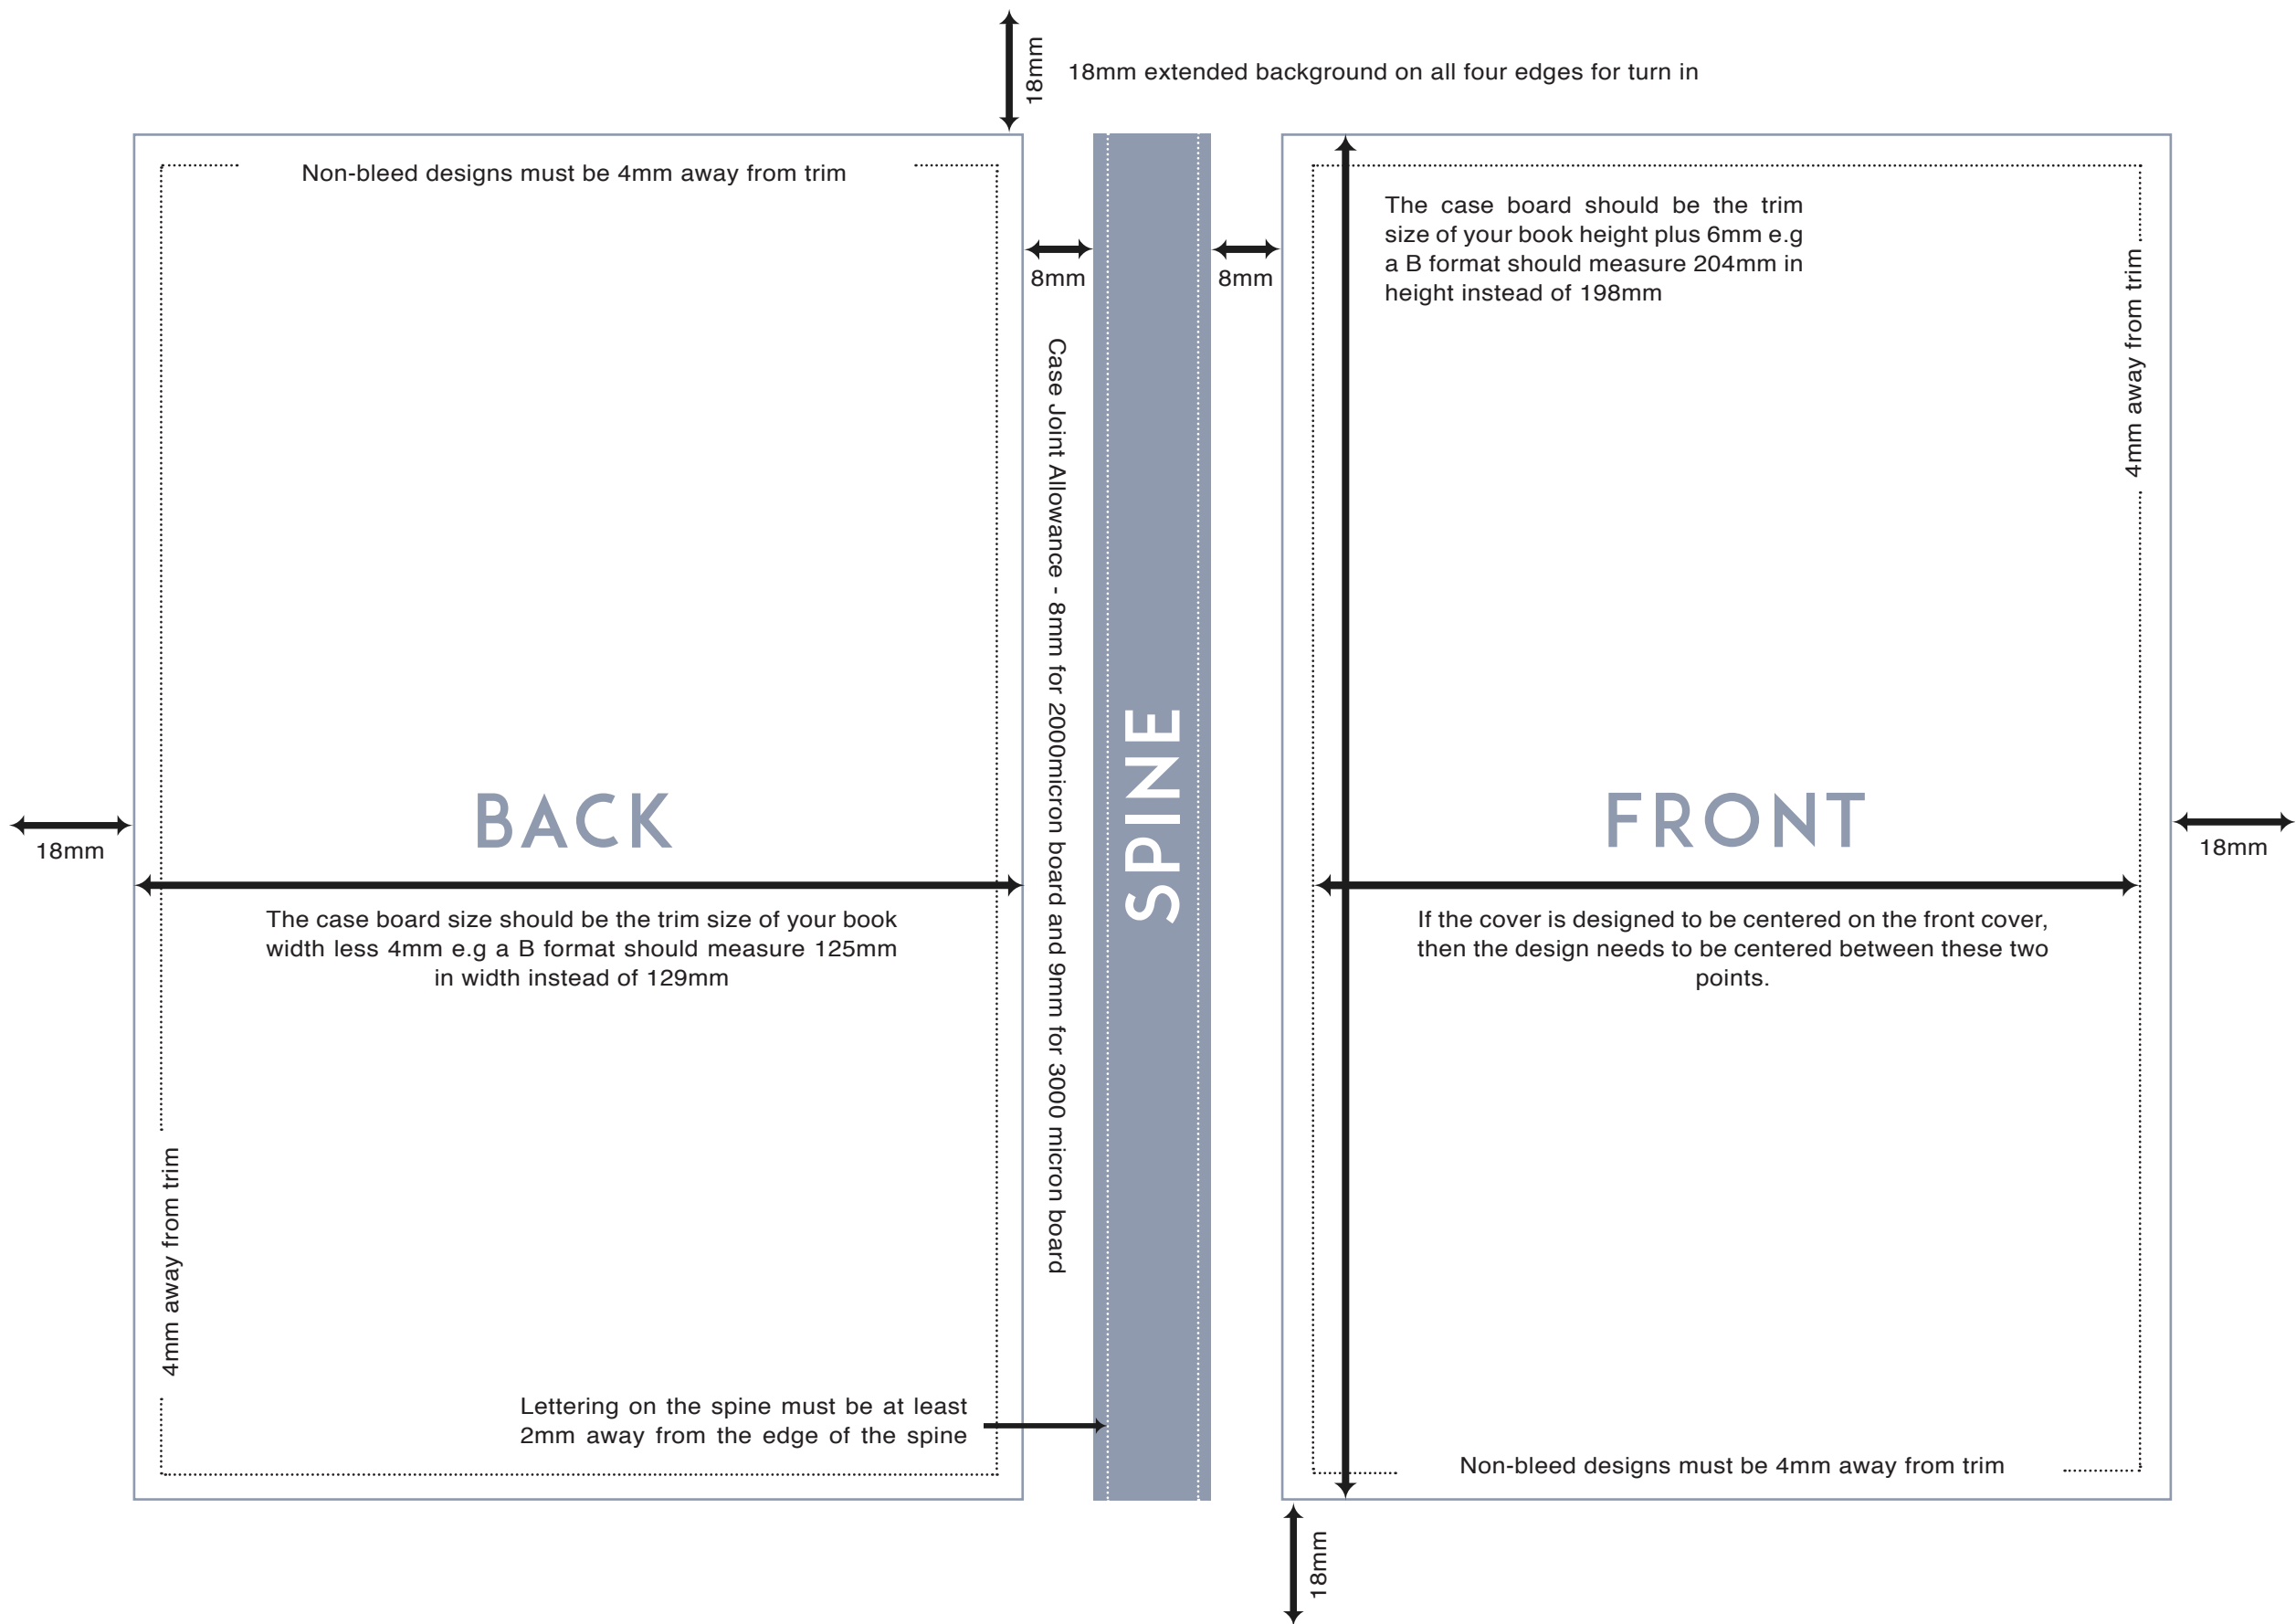 18mm
18mm extended background on all four edges for turn in
Non-bleed designs must be 4mm away from trim
The case board should be the trim
size of your book height plus 6mm e.g
a B format should measure 204mm in
height instead of 198mm
8mm
8mm
4mm away from trim
Case Joint Allowance - 8mm for 2000micron board and 9mm for 3000 micron board
SPINE
BACK
FRONT
18mm
18mm
The case board size should be the trim size of your book
width less 4mm e.g a B format should measure 125mm
in width instead of 129mm
If the cover is designed to be centered on the front cover,
then the design needs to be centered between these two
points.
4mm away from trim
Lettering on the spine must be at least
2mm away from the edge of the spine
Non-bleed designs must be 4mm away from trim
18mm